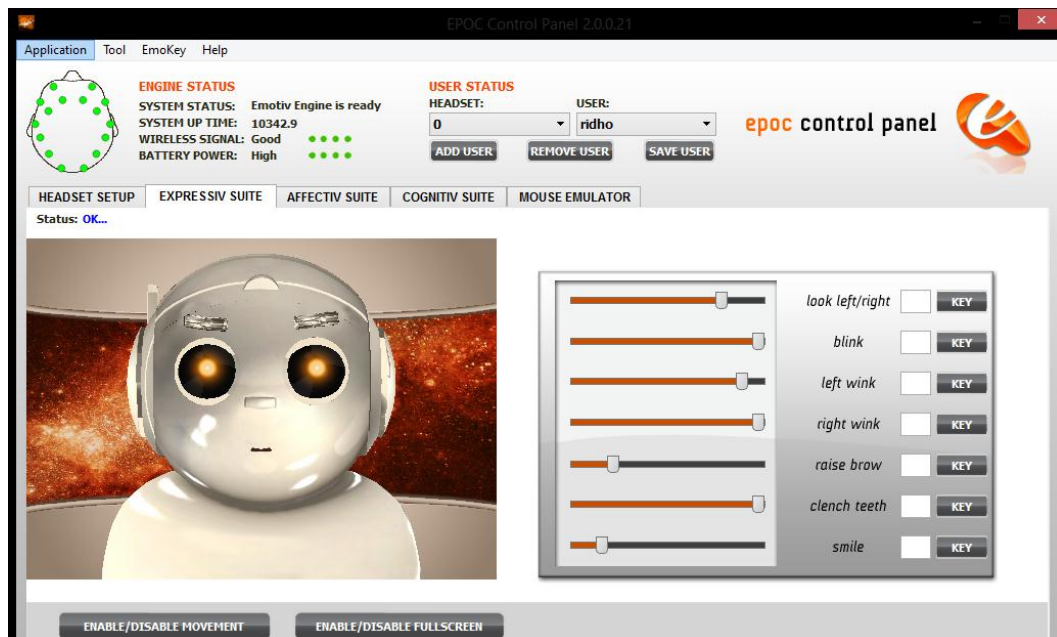 EPOC Control Panel 2.0.0.21
Application Tool EmoKey Help
ENGINE STATUS
SYSTEM STATUS: Emotiv Engine is ready
SYSTEM UP TIME: 10342.9
WIRELESS SIGNAL: Good
BATTERY POWER: High
USER STATUS
HEADSET: USER:
0 ridho
ADD USER REMOVE USER SAVE USER
epoc control panel
HEADSET SETUP EXPRESSIV SUITE AFFECTIV SUITE COGNITIV SUITE MOUSE EMULATOR
Status: OK...
look left/right KEY
blink KEY
left wink KEY
right wink KEY
raise brow KEY
clench teeth KEY
smile KEY
ENABLE/DISABLE MOVEMENT ENABLE/DISABLE FULLSCREEN